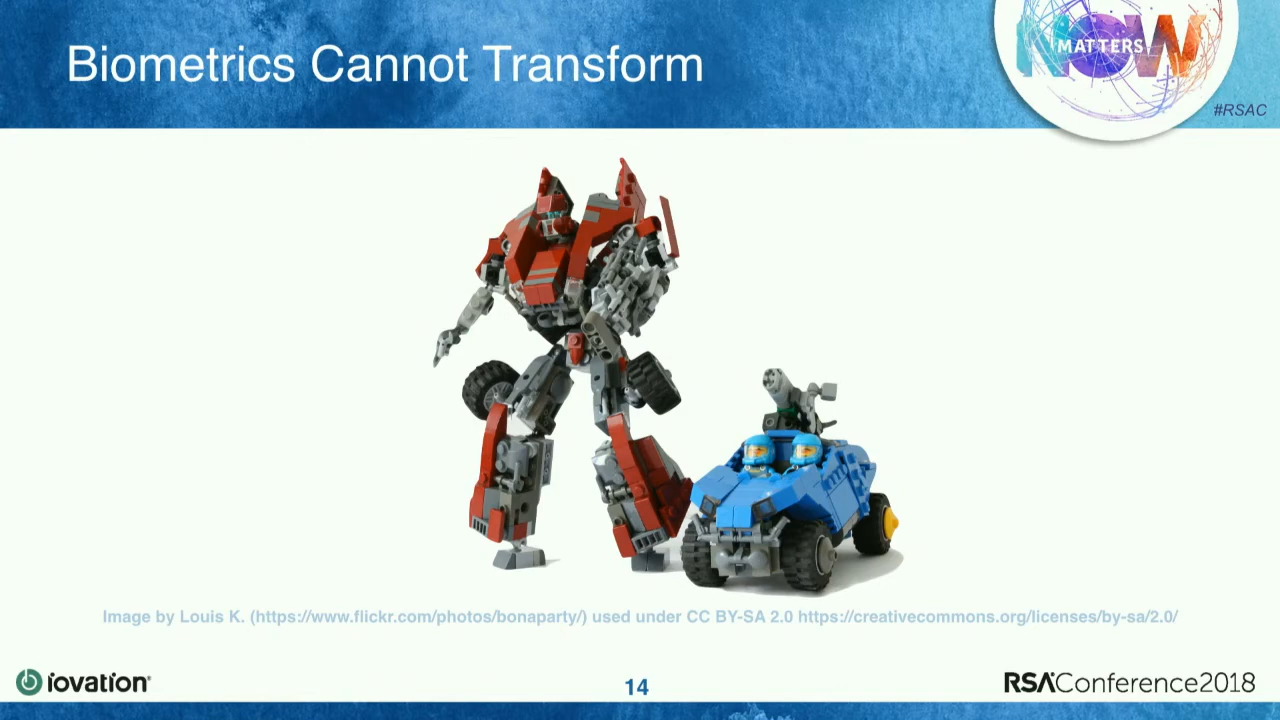 Biometrics Cannot Transform
NOW
MATTERS
#RSAC
Image by Louis K. (https://www.flickr.com/photos/bonaparty/) used under CC BY-SA 2.0 https://creativecommons.org/licenses/by-sa/2.0/
iovation
14
RSAConference2018